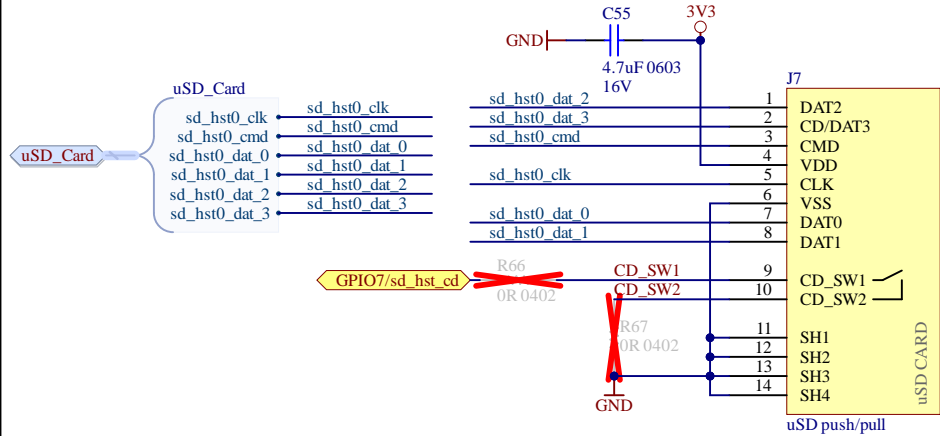 C55
3V3
GND
4.7uF 0603
16V
J7
uSD_Card
sd_hst0_clk sd_hst0_clk
sd_hst0_cmd sd_hst0_cmd
sd_hst0_dat_0 sd_hst0_dat_0
sd_hst0_dat_1 sd_hst0_dat_1
sd_hst0_dat_2 sd_hst0_dat_2
sd_hst0_dat_3 sd_hst0_dat_3
uSD_Card
sd_hst0_dat_2 1 DAT2
sd_hst0_dat_3 2 CD/DAT3
sd_hst0_cmd 3 CMD
4 VDD
sd_hst0_clk 5 CLK
6 VSS
sd_hst0_dat_0 7 DAT0
sd_hst0_dat_1 8 DAT1
R66
GPIO7/sd_hst_cd CD_SW1 9 CD_SW1
0R 0402 CD_SW2 10 CD_SW2
R67
0R 0402
11 SH1
12 SH2
13 SH3
14 SH4
GND
uSD CARD
uSD push/pull